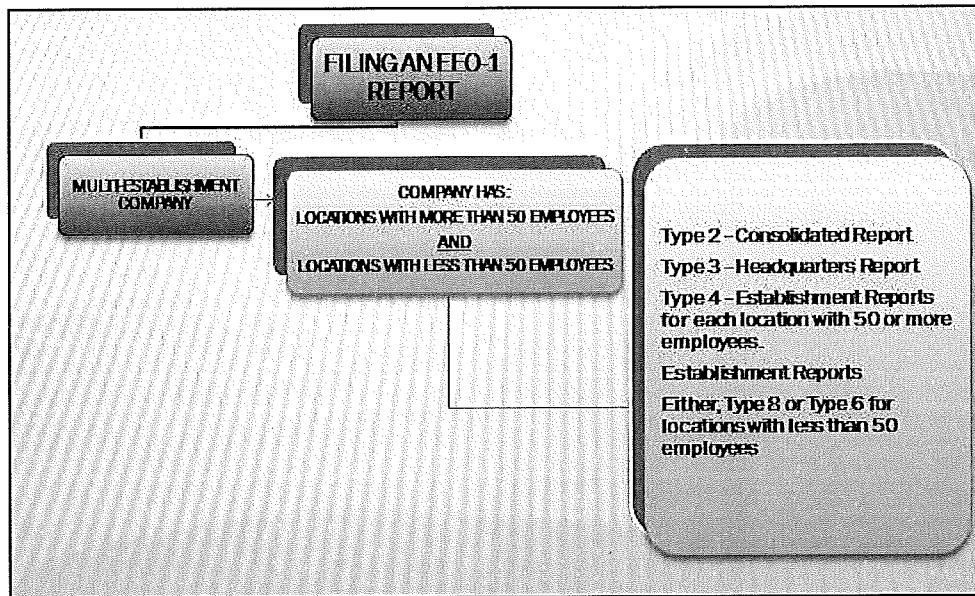 FILING AN EEO-1
REPORT
MULTI-ESTABLISHMENT
COMPANY
COMPANY HAS:
LOCATIONS WITH MORE THAN 50 EMPLOYEES
AND
LOCATIONS WITH LESS THAN 50 EMPLOYEES
Type 2 – Consolidated Report
Type 3 – Headquarters Report
Type 4 – Establishment Reports
for each location with 50 or more
employees.
Establishment Reports
Either, Type 8 or Type 6 for
locations with less than 50
employees